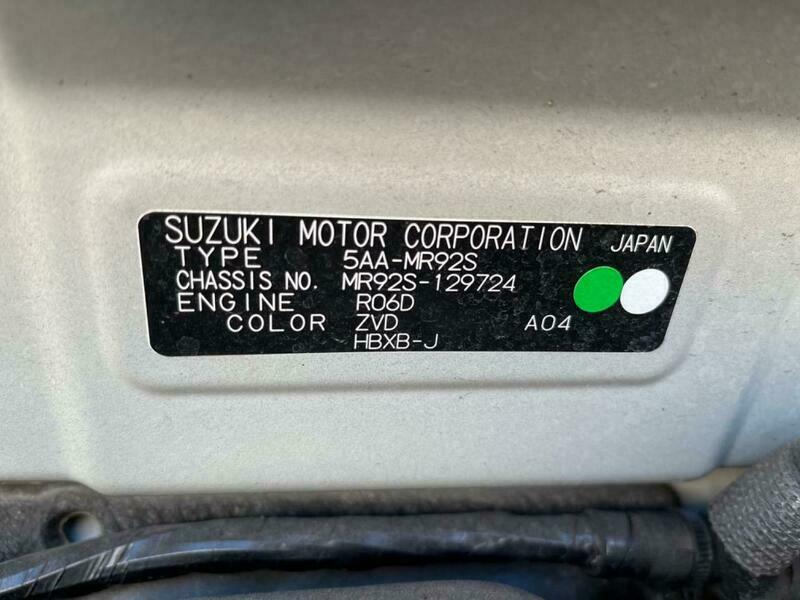 SUZUKI MOTOR CORPORATION JAPAN
TYPE 5AA-MR92S
CHASSIS NO. MR92S-129724
ENGINE R06D
COLOR ZVD A04
HBXB-J